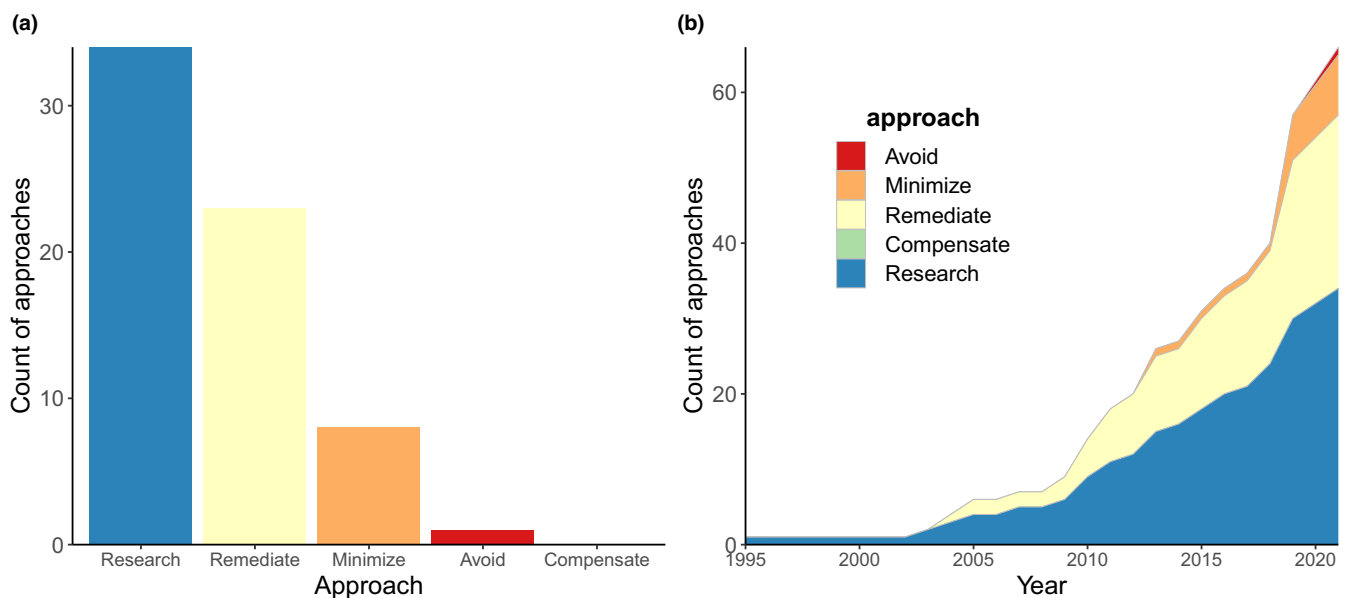 (a)
Count of approaches
30
20
10
0
Research Remediate Minimize Avoid Compensate
Approach
(b)
Count of approaches
60
40
20
0
1995 2000 2005 2010 2015 2020
Year
approach
Avoid
Minimize
Remediate
Compensate
Research